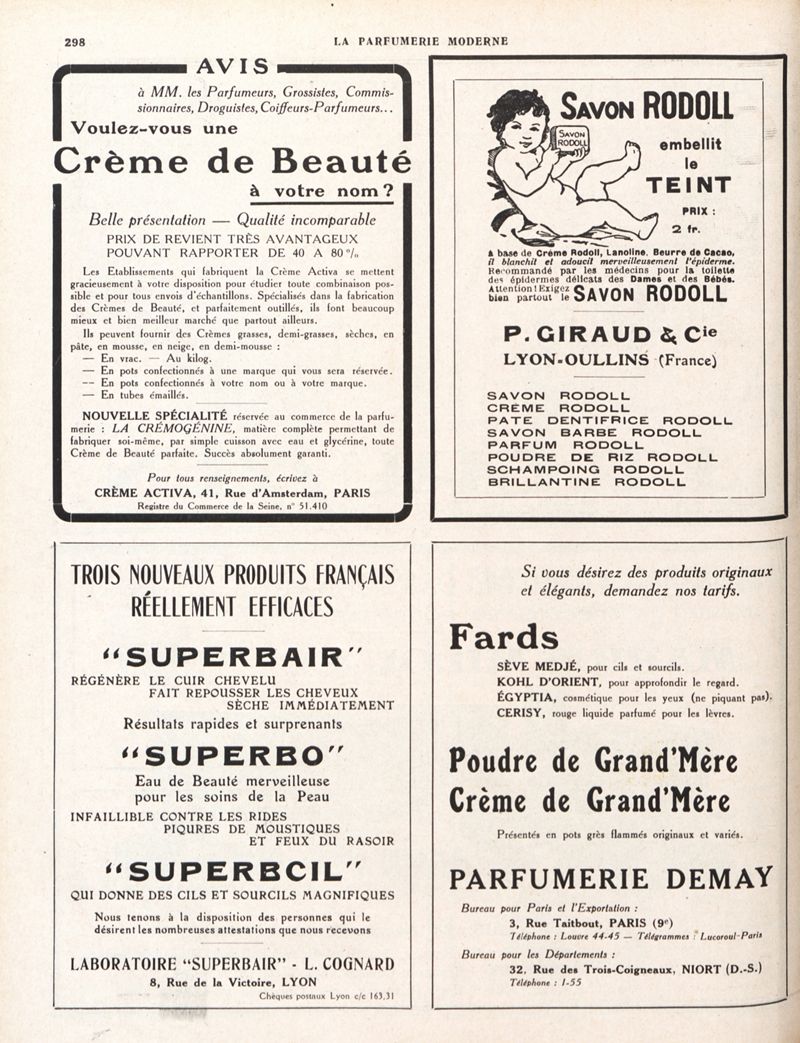 298
LA PARFUMERIE MODERNE
AVIS
à MM. les Parfumeurs, Grossistes, Commis-
sionnaires, Droguistes, Coiffeurs-Parfumeurs...
Voulez-vous une
Crème de Beauté
à votre nom ?
Belle présentation — Qualité incomparable
PRIX DE REVIENT TRÈS AVANTAGEUX
POUVANT RAPPORTER DE 40 A 80 %
Les Etablissements qui fabriquent la Crème Activa se mettent
gracieusement à votre disposition pour étudier toute combinaison pos-
sible et pour tous envois d'échantillons. Spécialisés dans la fabrication
des Crèmes de Beauté, et parfaitement outillés, ils font beaucoup
mieux et bien meilleur marché que partout ailleurs.
Ils peuvent fournir des Crèmes grasses, demi-grasses, sèches, en
pâte, en mousse, en neige, en demi-mousse :
— En vrac. — Au kilog.
— En pots confectionnés à une marque qui vous sera réservée.
-- En pots confectionnés à votre nom ou à votre marque.
— En tubes émaillés.
NOUVELLE SPÉCIALITÉ réservée au commerce de la parfu-
merie : LA CRÉMOGÉNINE, matière complète permettant de
fabriquer soi-même, par simple cuisson avec eau et glycérine, toute
Crème de Beauté parfaite. Succès absolument garanti.
Pour tous renseignements, écrivez à
CRÈME ACTIVA, 41, Rue d'Amsterdam, PARIS
Registre du Commerce de la Seine, n° 51.410
SAVON RODOLL
SAVON
RODOLL
embellit
le
TEINT
PRIX :
2 fr.
à base de Crème Rodoll, Lanoline, Beurre de Cacao,
il blanchit et adoucit merveilleusement l'épiderme.
Recommandé par les médecins pour la toilette
des épidermes délicats des Dames et des Bébés.
Attention ! Exigez
bien partout le SAVON RODOLL
P. GIRAUD & Cie
LYON-OULLINS (France)
SAVON RODOLL
CREME RODOLL
PATE DENTIFRICE RODOLL
SAVON BARBE RODOLL
PARFUM RODOLL
POUDRE DE RIZ RODOLL
SCHAMPOING RODOLL
BRILLANTINE RODOLL
TROIS NOUVEAUX PRODUITS FRANÇAIS
RÉELLEMENT EFFICACES
"SUPERBAIR"
RÉGÉNÈRE LE CUIR CHEVELU
FAIT REPOUSSER LES CHEVEUX
SÈCHE IMMÉDIATEMENT
Résultats rapides et surprenants
"SUPERBO"
Eau de Beauté merveilleuse
pour les soins de la Peau
INFAILLIBLE CONTRE LES RIDES
PIQURES DE MOUSTIQUES
ET FEUX DU RASOIR
"SUPERBCIL"
QUI DONNE DES CILS ET SOURCILS MAGNIFIQUES
Nous tenons à la disposition des personnes qui le
désirent les nombreuses attestations que nous recevons
LABORATOIRE "SUPERBAIR" - L. COGNARD
8, Rue de la Victoire, LYON
Chèques postaux Lyon c/c 163.31
Si vous désirez des produits originaux
et élégants, demandez nos tarifs.
Fards
SÈVE MEDJÉ, pour cils et sourcils.
KOHL D'ORIENT, pour approfondir le regard.
ÉGYPTIA, cosmétique pour les yeux (ne piquant pas).
CERISY, rouge liquide parfumé pour les lèvres.
Poudre de Grand'Mère
Crème de Grand'Mère
Présentés en pots grès flammés originaux et variés.
PARFUMERIE DEMAY
Bureau pour Paris et l'Exportation :
3, Rue Taitbout, PARIS (9e)
Téléphone : Louvre 44-45 — Télégrammes : Lucoroul-Paris
Bureau pour les Départements :
32, Rue des Trois-Coigneaux, NIORT (D.-S.)
Téléphone : 1-55